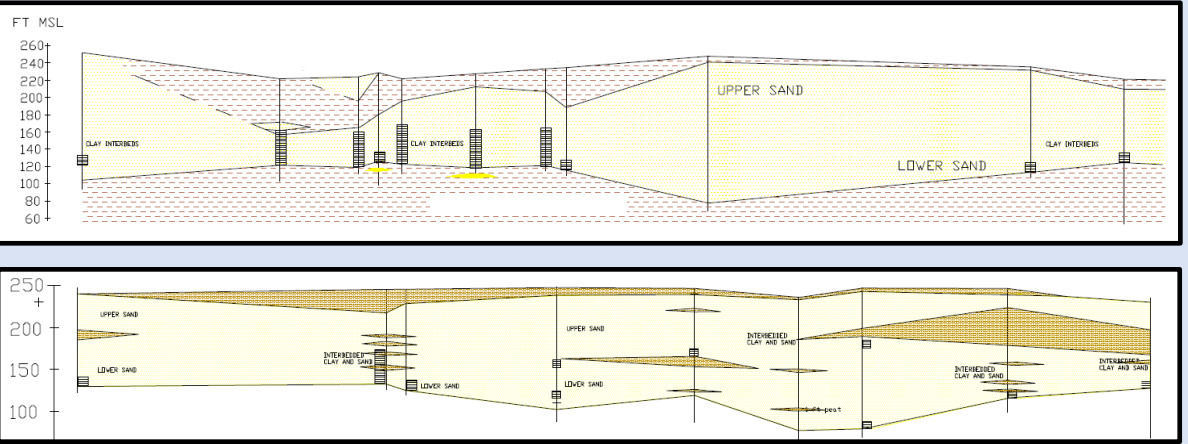 FT MSL
260
240
220
200
180
160
140
120
100
80
60
UPPER SAND
CLAY INTERBEDS
CLAY INTERBEDS
CLAY INTERBEDS
LOWER SAND
250
200
150
100
UPPER SAND
UPPER SAND
INTERBEDDED
CLAY AND SAND
INTERBEDDED
CLAY AND SAND
INTERBEDDED
CLAY AND SAND
INTERBEDDED
CLAY AND SAND
LOWER SAND
LOWER SAND
LOWER SAND
peat